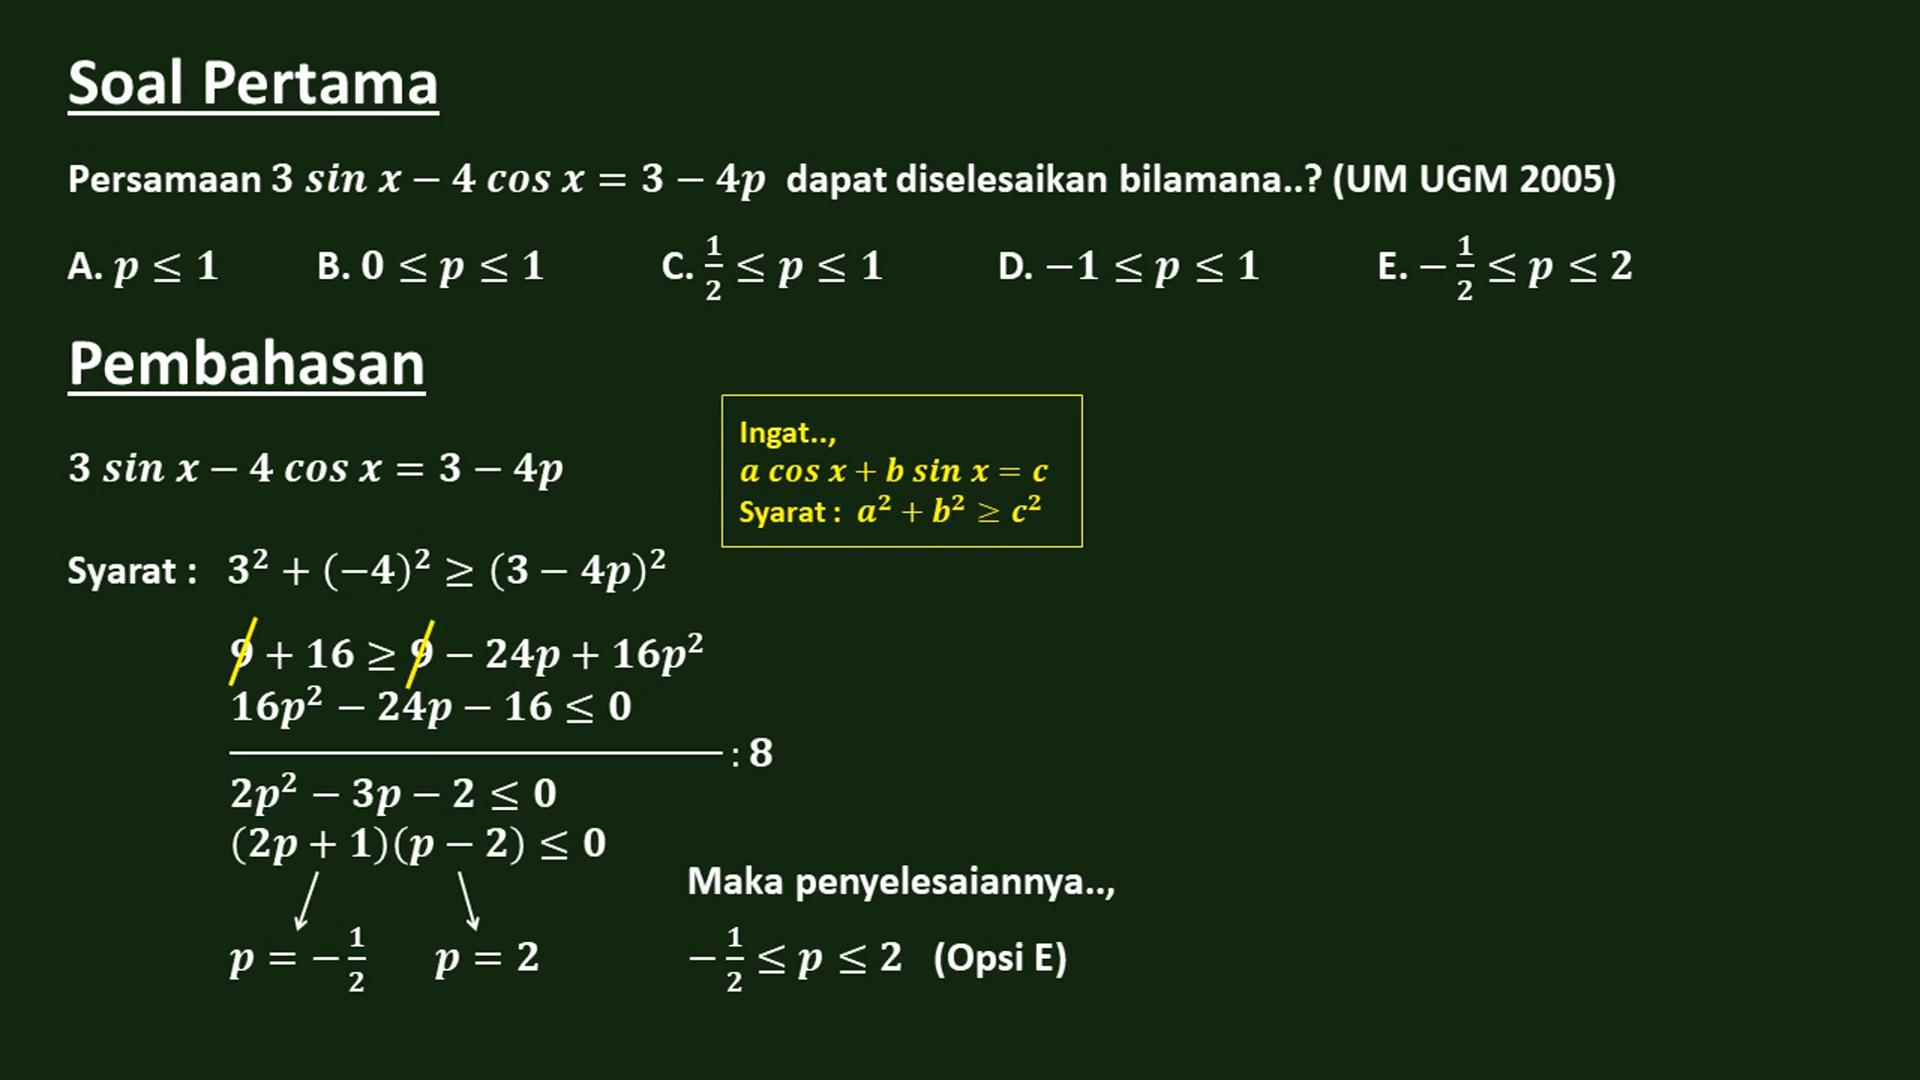 Soal Pertama
Persamaan 3 sin x − 4 cos x = 3 − 4p dapat diselesaikan bilamana..? (UM UGM 2005)
A. p ≤ 1 B. 0 ≤ p ≤ 1 C. 1/2 ≤ p ≤ 1 D. −1 ≤ p ≤ 1 E. −1/2 ≤ p ≤ 2
Pembahasan
3 sin x − 4 cos x = 3 − 4p
Ingat..,
a cos x + b sin x = c
Syarat : a² + b² ≥ c²
Syarat : 3² + (−4)² ≥ (3 − 4p)²
9 + 16 ≥ 9 − 24p + 16p²
16p² − 24p − 16 ≤ 0
: 8
2p² − 3p − 2 ≤ 0
(2p + 1)(p − 2) ≤ 0
p = −1/2 p = 2
Maka penyelesaiannya..,
−1/2 ≤ p ≤ 2 (Opsi E)